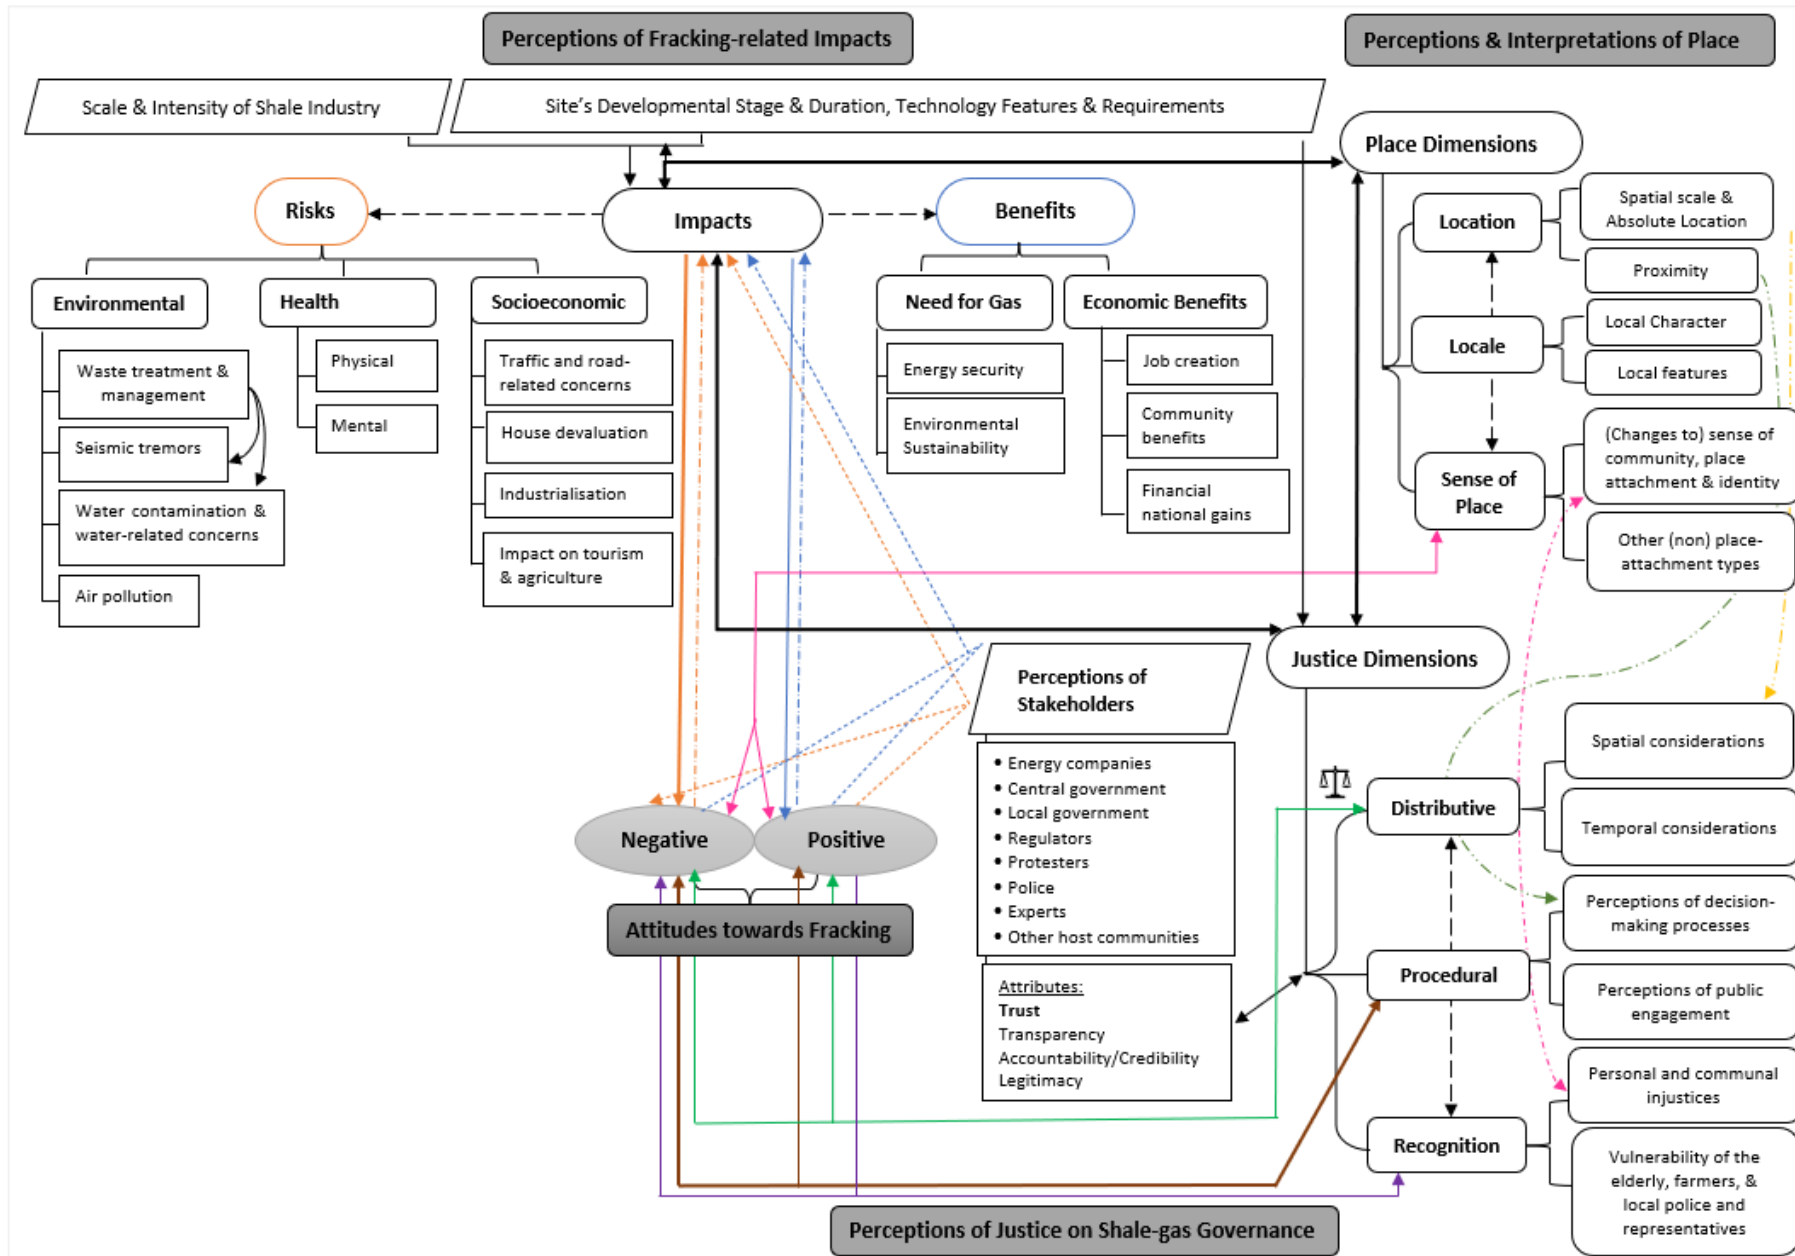 Perceptions of Fracking-related Impacts
Perceptions & Interpretations of Place
Scale & Intensity of Shale Industry
Site's Developmental Stage & Duration, Technology Features & Requirements
Place Dimensions
Risks
Impacts
Benefits
Location
Spatial scale &
Absolute Location
Proximity
Environmental
Health
Socioeconomic
Need for Gas
Economic Benefits
Locale
Local Character
Local features
Waste treatment &
management
Seismic tremors
Water contamination &
water-related concerns
Air pollution
Physical
Mental
Traffic and road-
related concerns
House devaluation
Industrialisation
Impact on tourism
& agriculture
Energy security
Environmental
Sustainability
Job creation
Community
benefits
Financial
national gains
Sense of
Place
(Changes to) sense of
community, place
attachment & identity
Other (non) place-
attachment types
Justice Dimensions
Perceptions of
Stakeholders
• Energy companies
• Central government
• Local government
• Regulators
• Protesters
• Police
• Experts
• Other host communities
Attributes:
Trust
Transparency
Accountability/Credibility
Legitimacy
Negative
Positive
Attitudes towards Fracking
Distributive
Spatial considerations
Temporal considerations
Procedural
Perceptions of decision-
making processes
Perceptions of public
engagement
Recognition
Personal and communal
injustices
Vulnerability of the
elderly, farmers, &
local police and
representatives
Perceptions of Justice on Shale-gas Governance